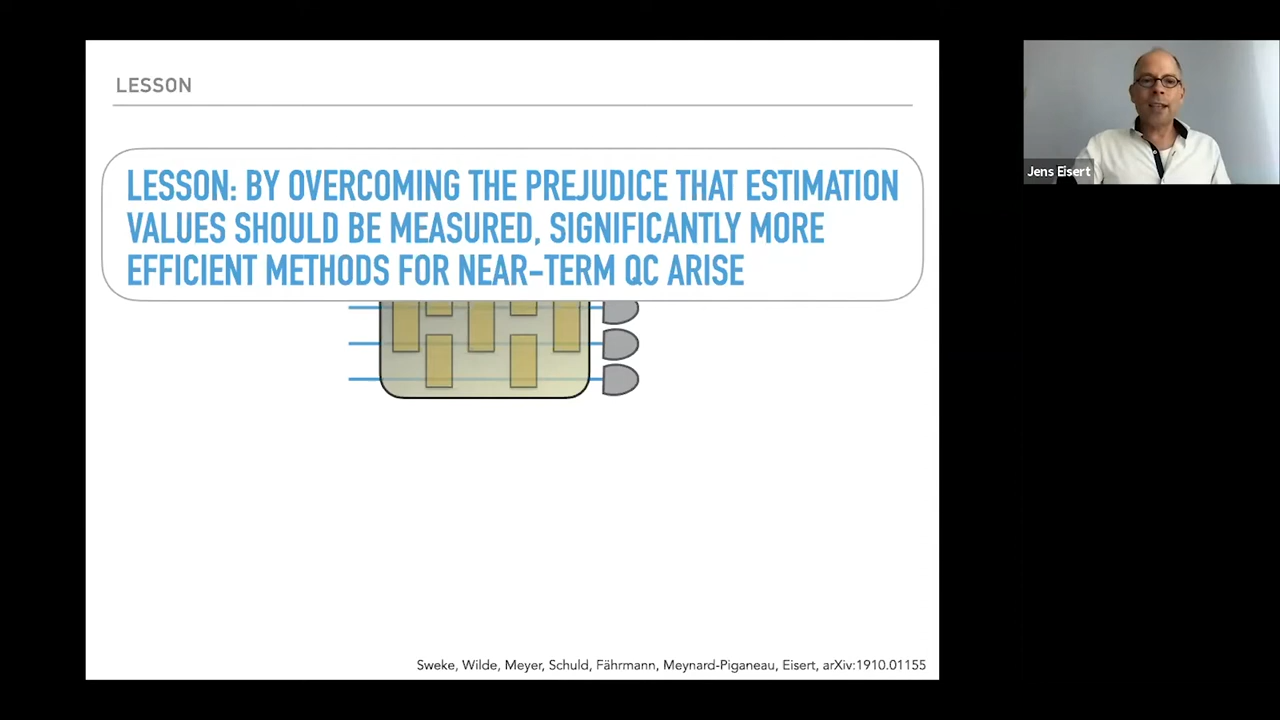 LESSON
LESSON: BY OVERCOMING THE PREJUDICE THAT ESTIMATION
VALUES SHOULD BE MEASURED, SIGNIFICANTLY MORE
EFFICIENT METHODS FOR NEAR-TERM QC ARISE
Jens Eisert
Sweke, Wilde, Meyer, Schuld, Fährmann, Meynard-Piganeau, Eisert, arXiv:1910.01155